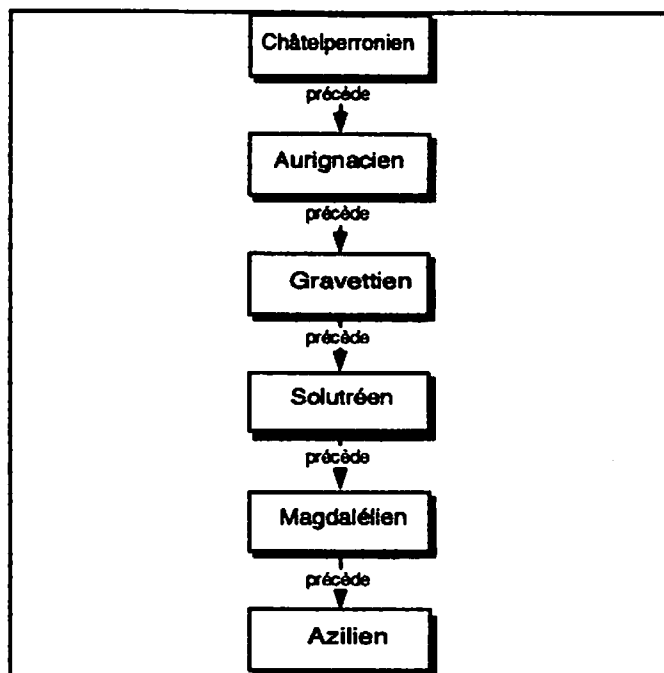 Châtelperronien
précède
Aurignacien
précède
Gravettien
précède
Solutréen
précède
Magdalélien
précède
Azilien